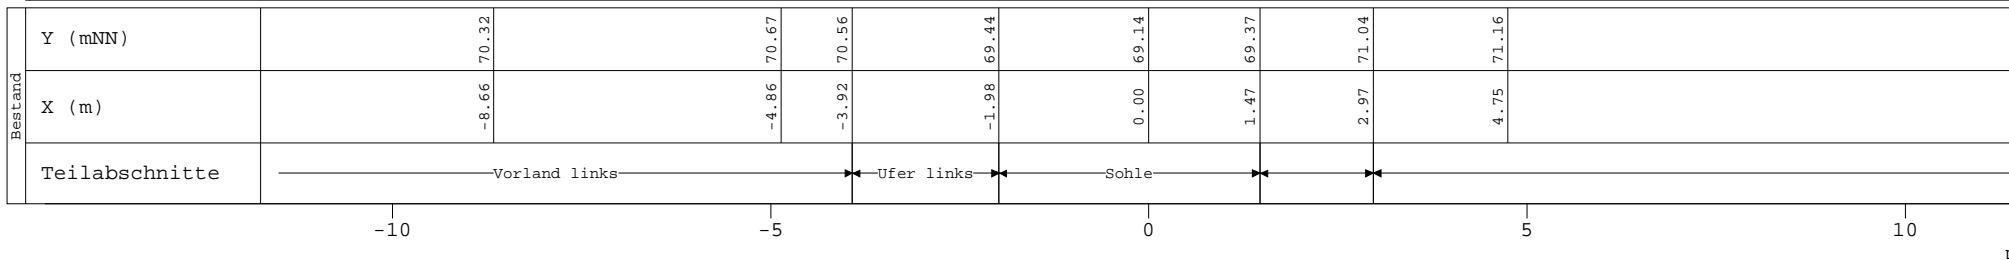 Bestand
Y (mNN) 70.32 70.67 70.56 69.44 69.14 69.37 71.04 71.16
X (m) -8.66 -4.86 -3.92 -1.98 0.00 1.47 2.97 4.75
Teilabschnitte Vorland links Ufer links Sohle
-10 -5 0 5 10